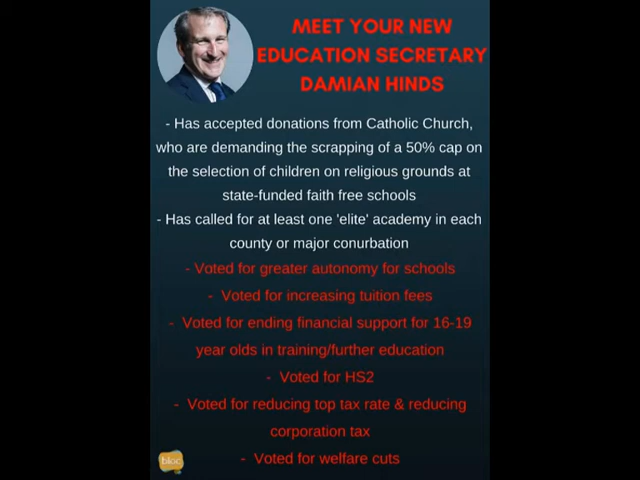 MEET YOUR NEW
EDUCATION SECRETARY
DAMIAN HINDS
- Has accepted donations from Catholic Church,
who are demanding the scrapping of a 50% cap on
the selection of children on religious grounds at
state-funded faith free schools
- Has called for at least one 'elite' academy in each
county or major conurbation
- Voted for greater autonomy for schools
- Voted for increasing tuition fees
- Voted for ending financial support for 16-19
year olds in training/further education
- Voted for HS2
- Voted for reducing top tax rate & reducing
corporation tax
- Voted for welfare cuts
bloc